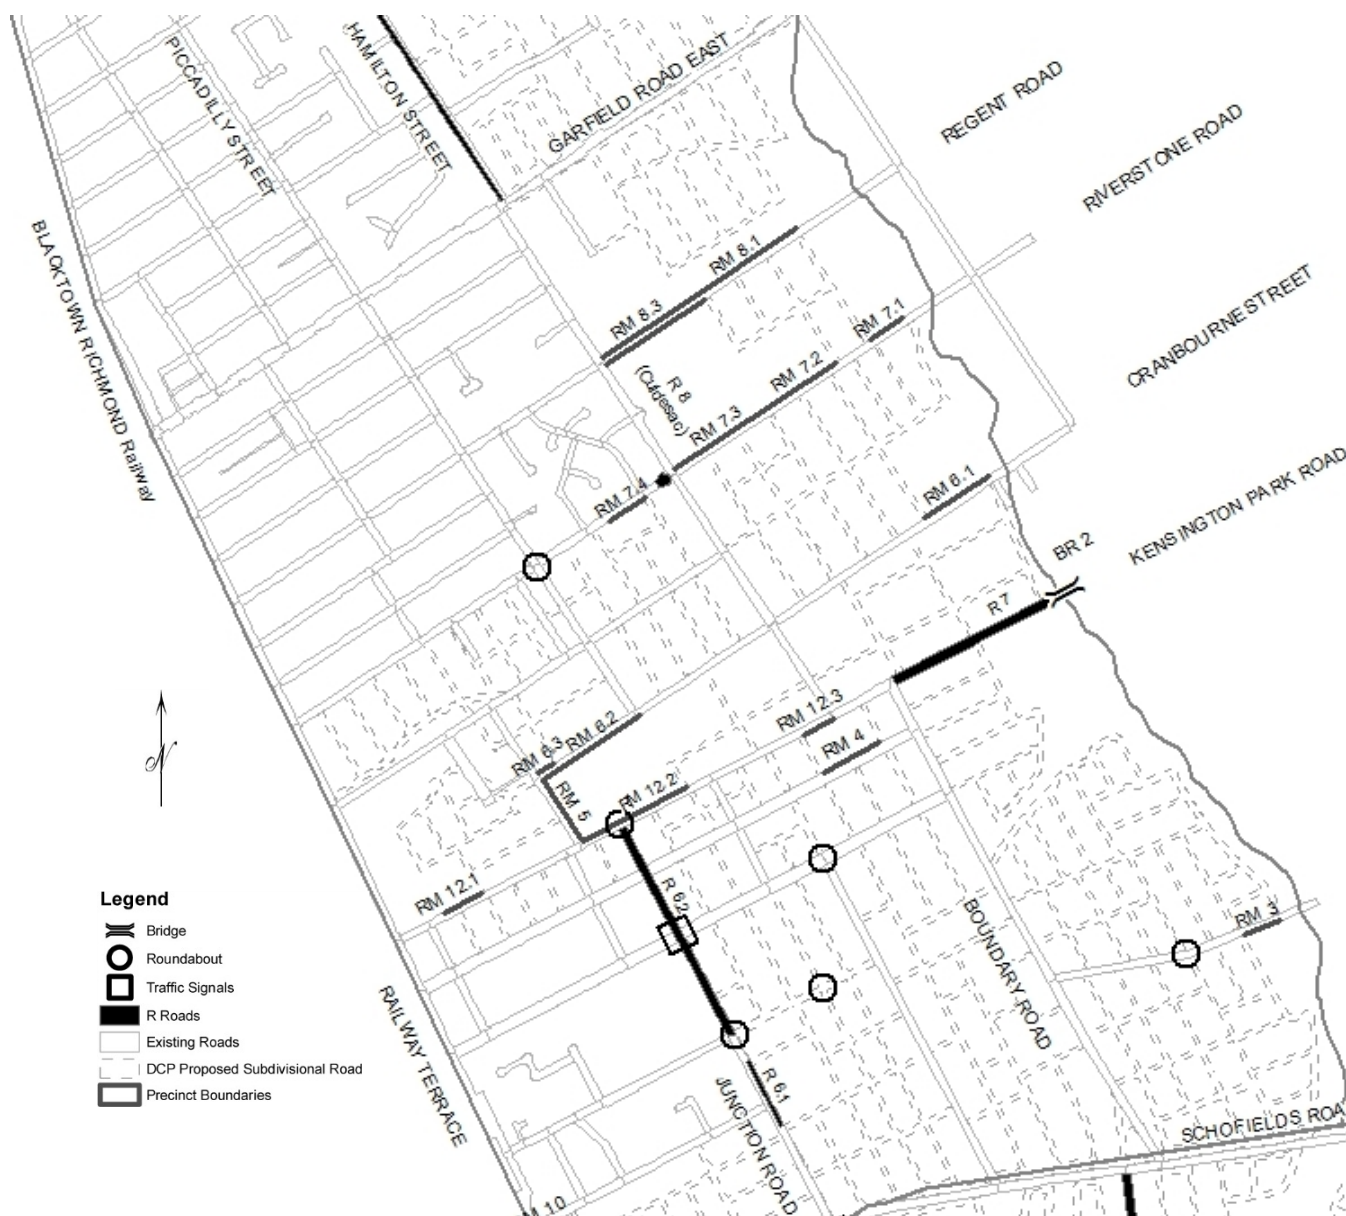 PICCADILLY STREET
HAMILTON STREET
GARFIELD ROAD EAST
REGENT ROAD
RIVERSTONE ROAD
BLACKTOWN RICHMOND Railway
RM 8.1
RM 8.3
RM 7.1
CRANBOURNE STREET
RM 7.2
R 8
(Culdesac)
RM 7.3
RM 7.4
RM 6.1
KENSINGTON PARK ROAD
BR 2
R 7
N
RM 12.3
RM 6.2
RM 6.3
RM 4
RM 5
RM 12.2
RM 12.1
R 6.2
BOUNDARY ROAD
RM 3
Legend
Bridge
Roundabout
Traffic Signals
R Roads
Existing Roads
DCP Proposed Subdivisional Road
Precinct Boundaries
RAILWAY TERRACE
R 6.1
JUNCTION ROAD
SCHOFIELDS ROA
M 10